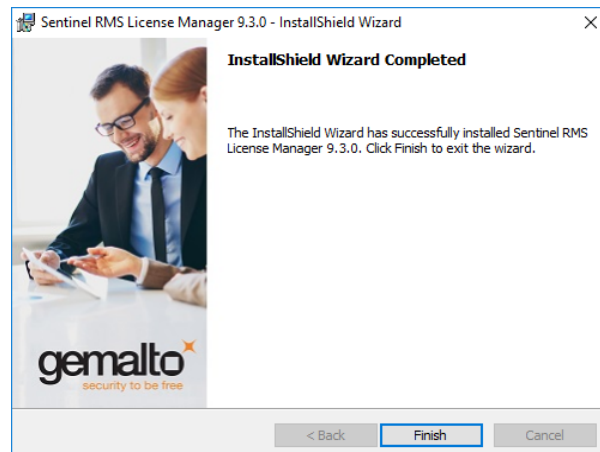 Sentinel RMS License Manager 9.3.0 - InstallShield Wizard
InstallShield Wizard Completed
The InstallShield Wizard has successfully installed Sentinel RMS
License Manager 9.3.0. Click Finish to exit the wizard.
gemalto
security to be free
< Back
Finish
Cancel